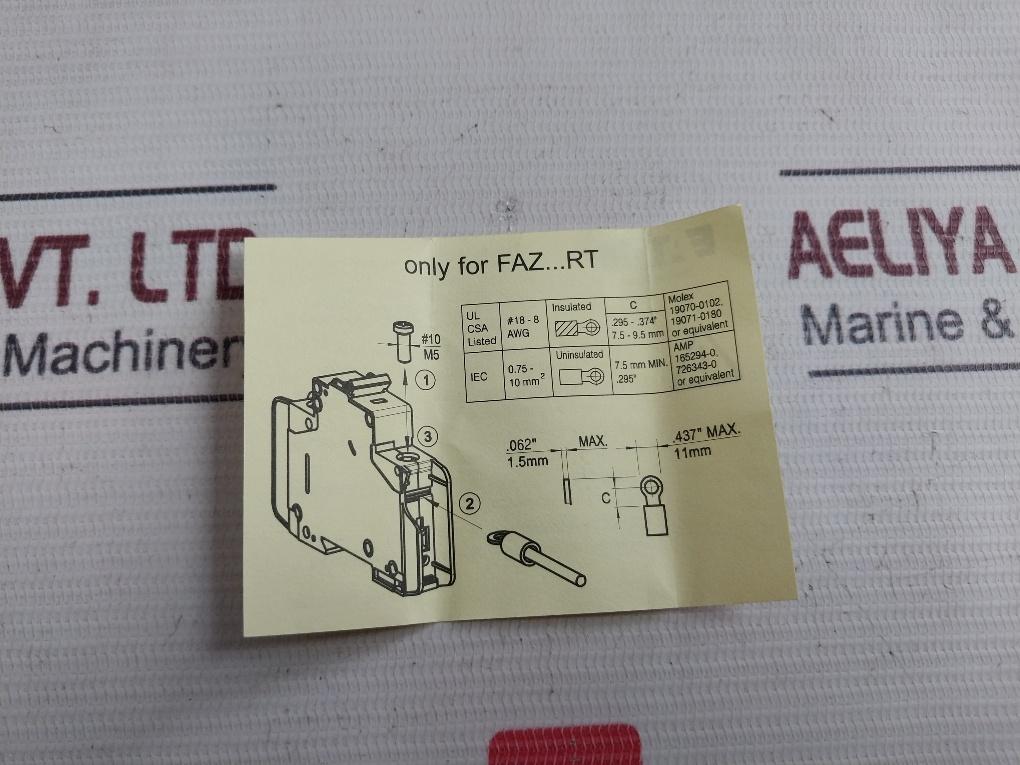 VT. LTD
Machinery
AELIYA
Marine &
only for FAZ...RT
UL
CSA
Listed
#18 - 8
AWG
Insulated
C
.295 - .374"
7.5 - 9.5 mm
Molex
19070-0102,
19071-0180
or equivalent
IEC
0.75 -
10 mm²
Uninsulated
7.5 mm MIN.
.295"
AMP
165294-0,
726343-0
or equivalent
#10
M5
1
3
2
.062"
1.5mm
MAX.
.437" MAX.
11mm
C